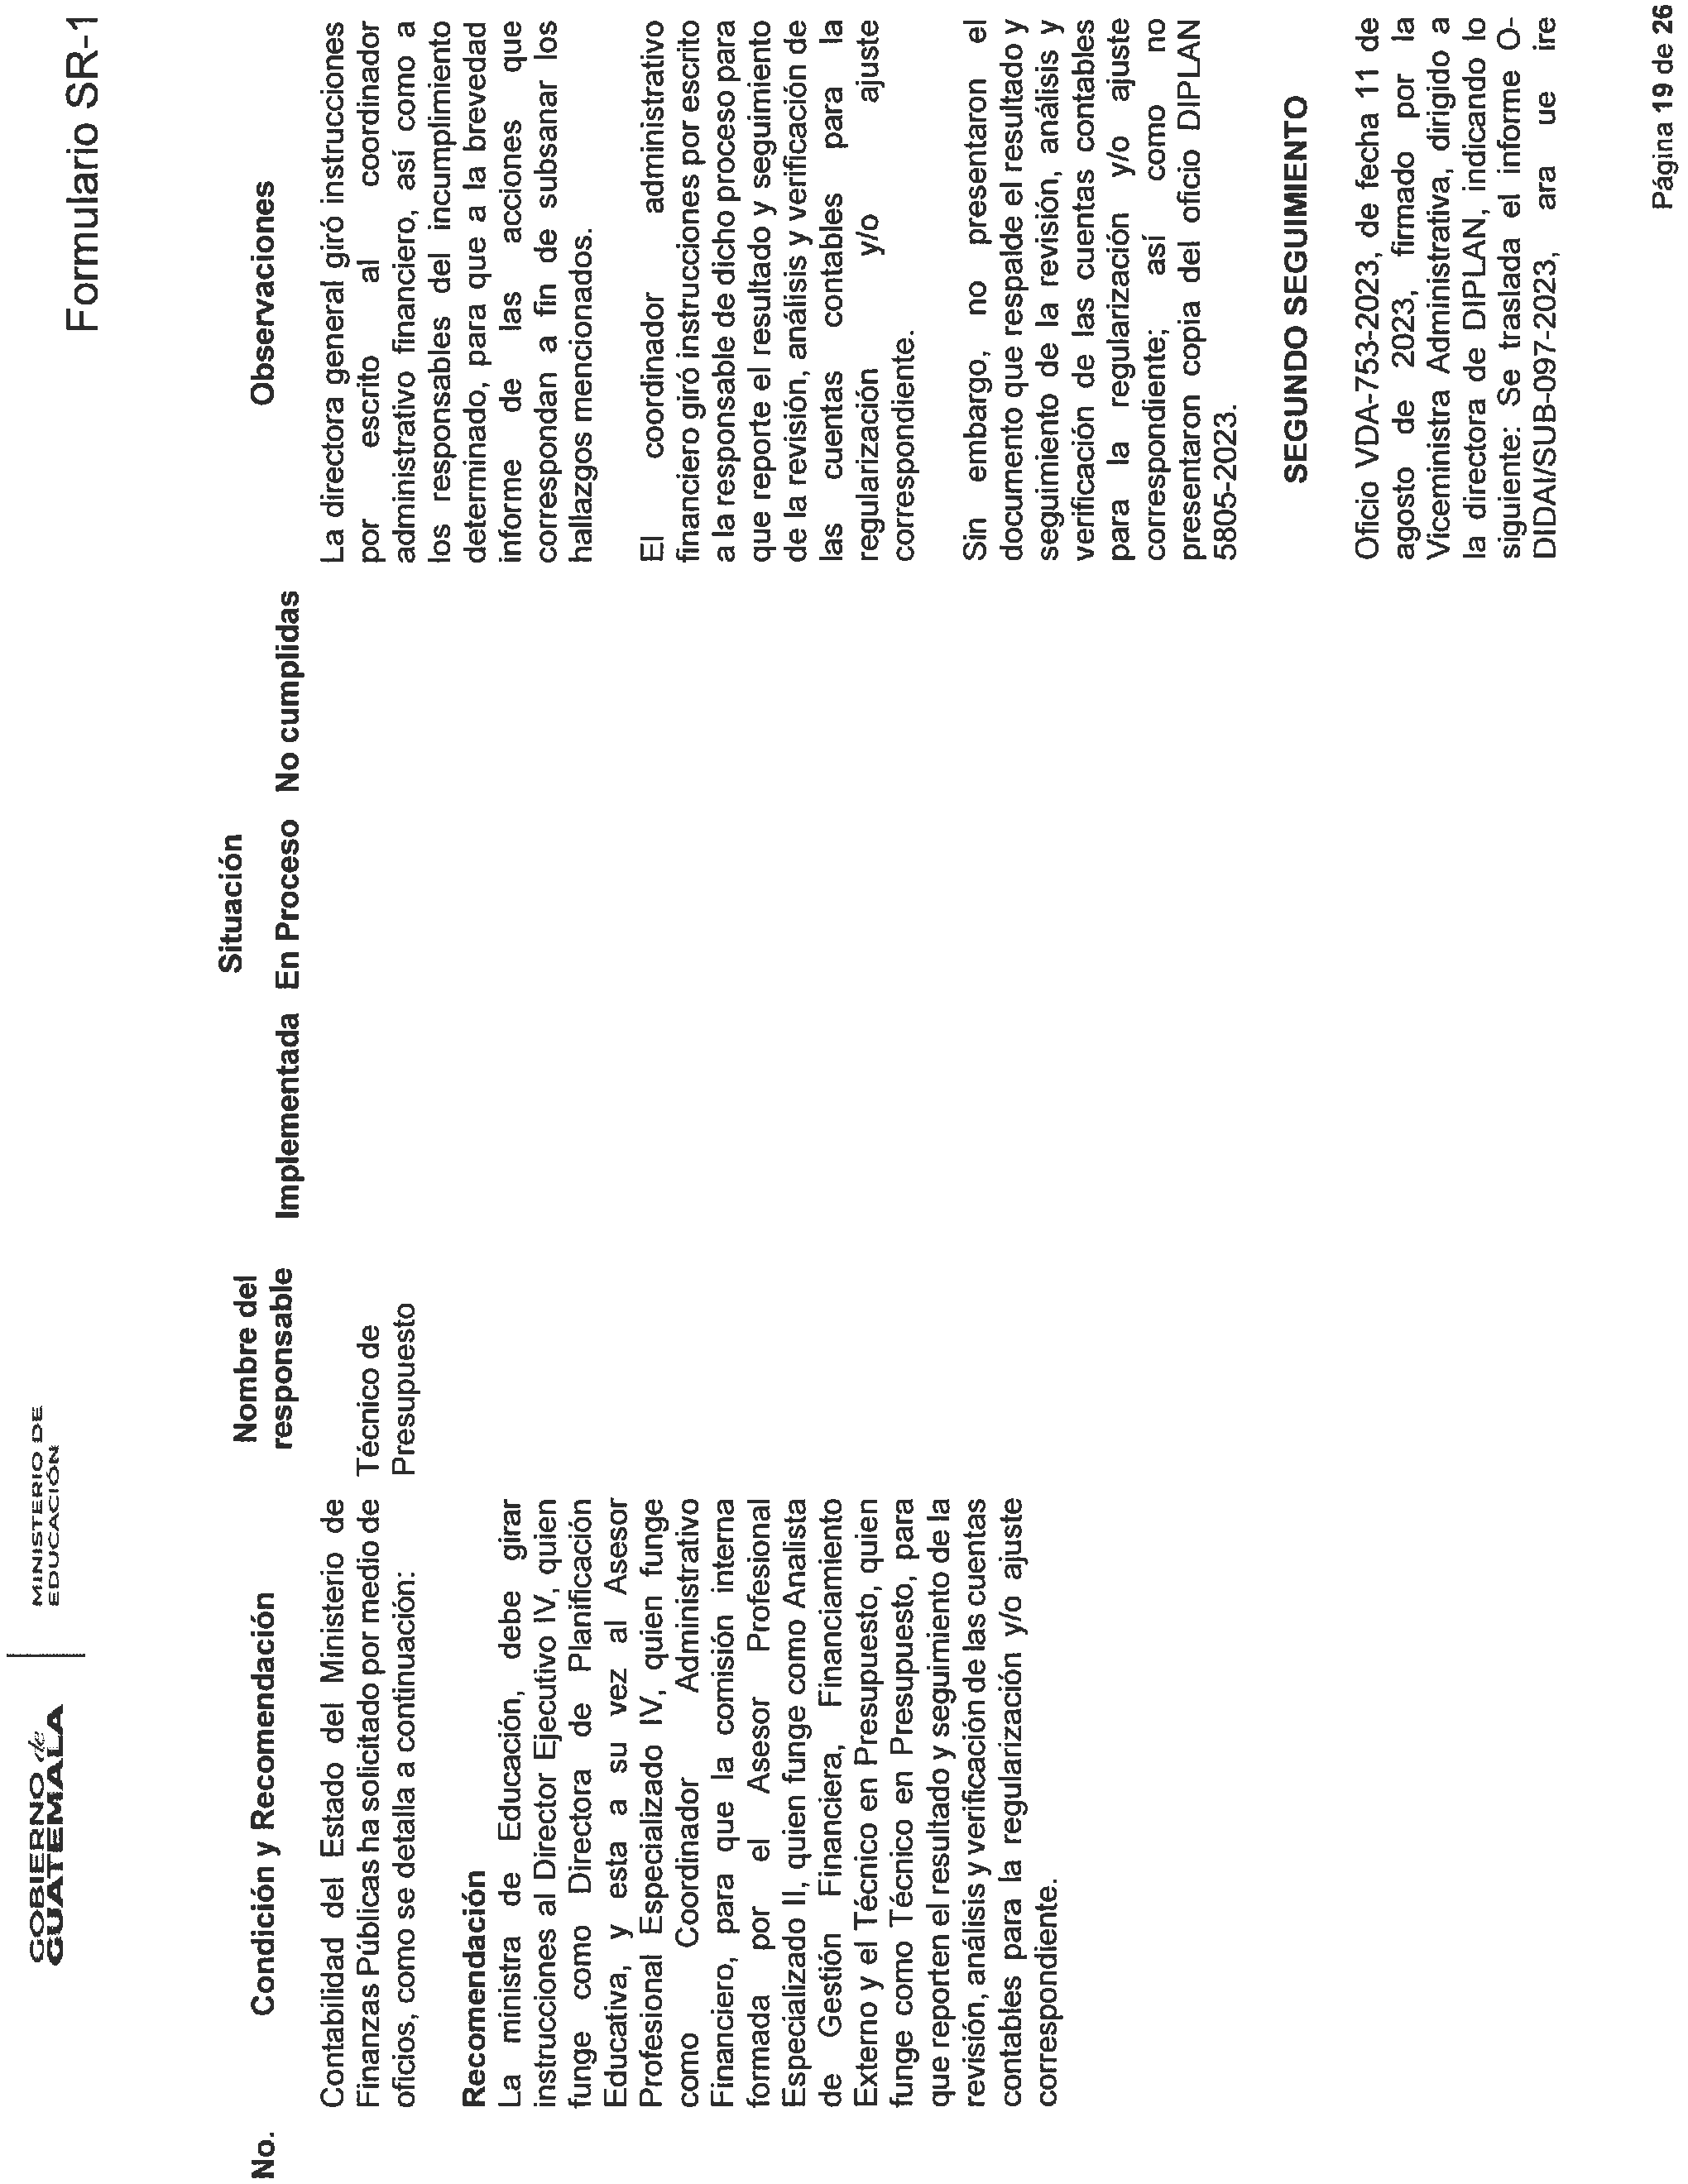 GOBIERNO de
GUATEMALA
MINISTERIO DE
EDUCACIÓN
Formulario SR-1
No.
Condición y Recomendación
Nombre del
responsable
Situación
Implementada
En Proceso
No cumplidas
Observaciones
Contabilidad del Estado del Ministerio de
Finanzas Públicas ha solicitado por medio de
oficios, como se detalla a continuación:
Recomendación
La ministra de Educación, debe girar
instrucciones al Director Ejecutivo IV, quien
funge como Directora de Planificación
Educativa, y esta a su vez al Asesor
Profesional Especializado IV, quien funge
como Coordinador Administrativo
Financiero, para que la comisión interna
formada por el Asesor Profesional
Especializado II, quien funge como Analista
de Gestión Financiera, Financiamiento
Externo y el Técnico en Presupuesto, quien
funge como Técnico en Presupuesto, para
que reporten el resultado y seguimiento de la
revisión, análisis y verificación de las cuentas
contables para la regularización y/o ajuste
correspondiente.
Técnico de
Presupuesto
La directora general giró instrucciones
por escrito al coordinador
administrativo financiero, así como a
los responsables del incumplimiento
determinado, para que a la brevedad
informe de las acciones que
correspondan a fin de subsanar los
hallazgos mencionados.
El coordinador administrativo
financiero giró instrucciones por escrito
a la responsable de dicho proceso para
que reporte el resultado y seguimiento
de la revisión, análisis y verificación de
las cuentas contables para la
regularización y/o ajuste
correspondiente.
Sin embargo, no presentaron el
documento que respalde el resultado y
seguimiento de la revisión, análisis y
verificación de las cuentas contables
para la regularización y/o ajuste
correspondiente; así como no
presentaron copia del oficio DIPLAN
5805-2023.
SEGUNDO SEGUIMIENTO
Oficio VDA-753-2023, de fecha 11 de
agosto de 2023, firmado por la
Viceministra Administrativa, dirigido a
la directora de DIPLAN, indicando lo
siguiente: Se traslada el informe O-
DIDAI/SUB-097-2023, ara ue ire
Página 19 de 26